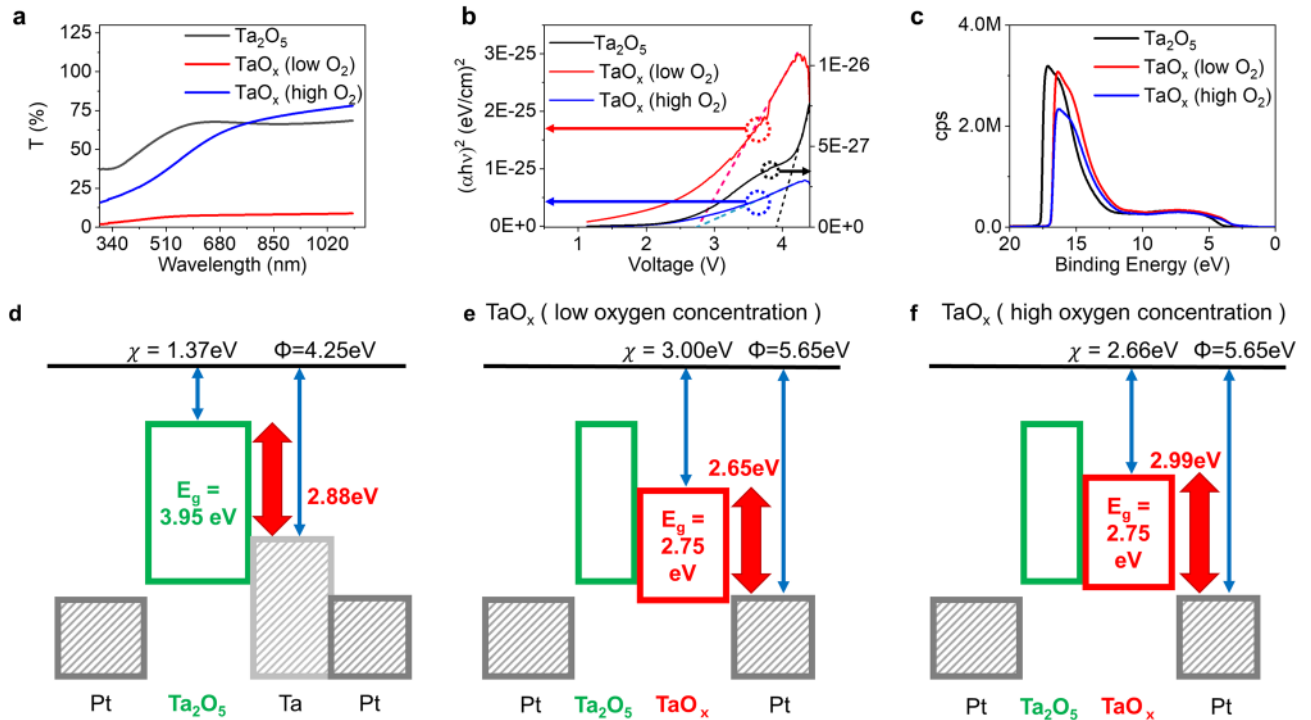 a
125
100
75
50
25
0
T (%)
340 510 680 850 1020
Wavelength (nm)
Ta₂O₅
TaOₓ (low O₂)
TaOₓ (high O₂)
b
3E-25
2E-25
1E-25
0E+0
(αhν)² (eV/cm)²
1 2 3 4
Voltage (V)
1E-26
5E-27
0E+0
Ta₂O₅
TaOₓ (low O₂)
TaOₓ (high O₂)
c
4.0M
2.0M
0.0
cps
20 15 10 5 0
Binding Energy (eV)
Ta₂O₅
TaOₓ (low O₂)
TaOₓ (high O₂)
d
χ = 1.37eV Φ=4.25eV
E_g =
3.95 eV
2.88eV
Pt Ta₂O₅ Ta Pt
e TaOₓ ( low oxygen concentration )
χ = 3.00eV Φ=5.65eV
2.65eV
E_g =
2.75
eV
Pt Ta₂O₅ TaOₓ Pt
f TaOₓ ( high oxygen concentration )
χ = 2.66eV Φ=5.65eV
2.99eV
E_g =
2.75
eV
Pt Ta₂O₅ TaOₓ Pt